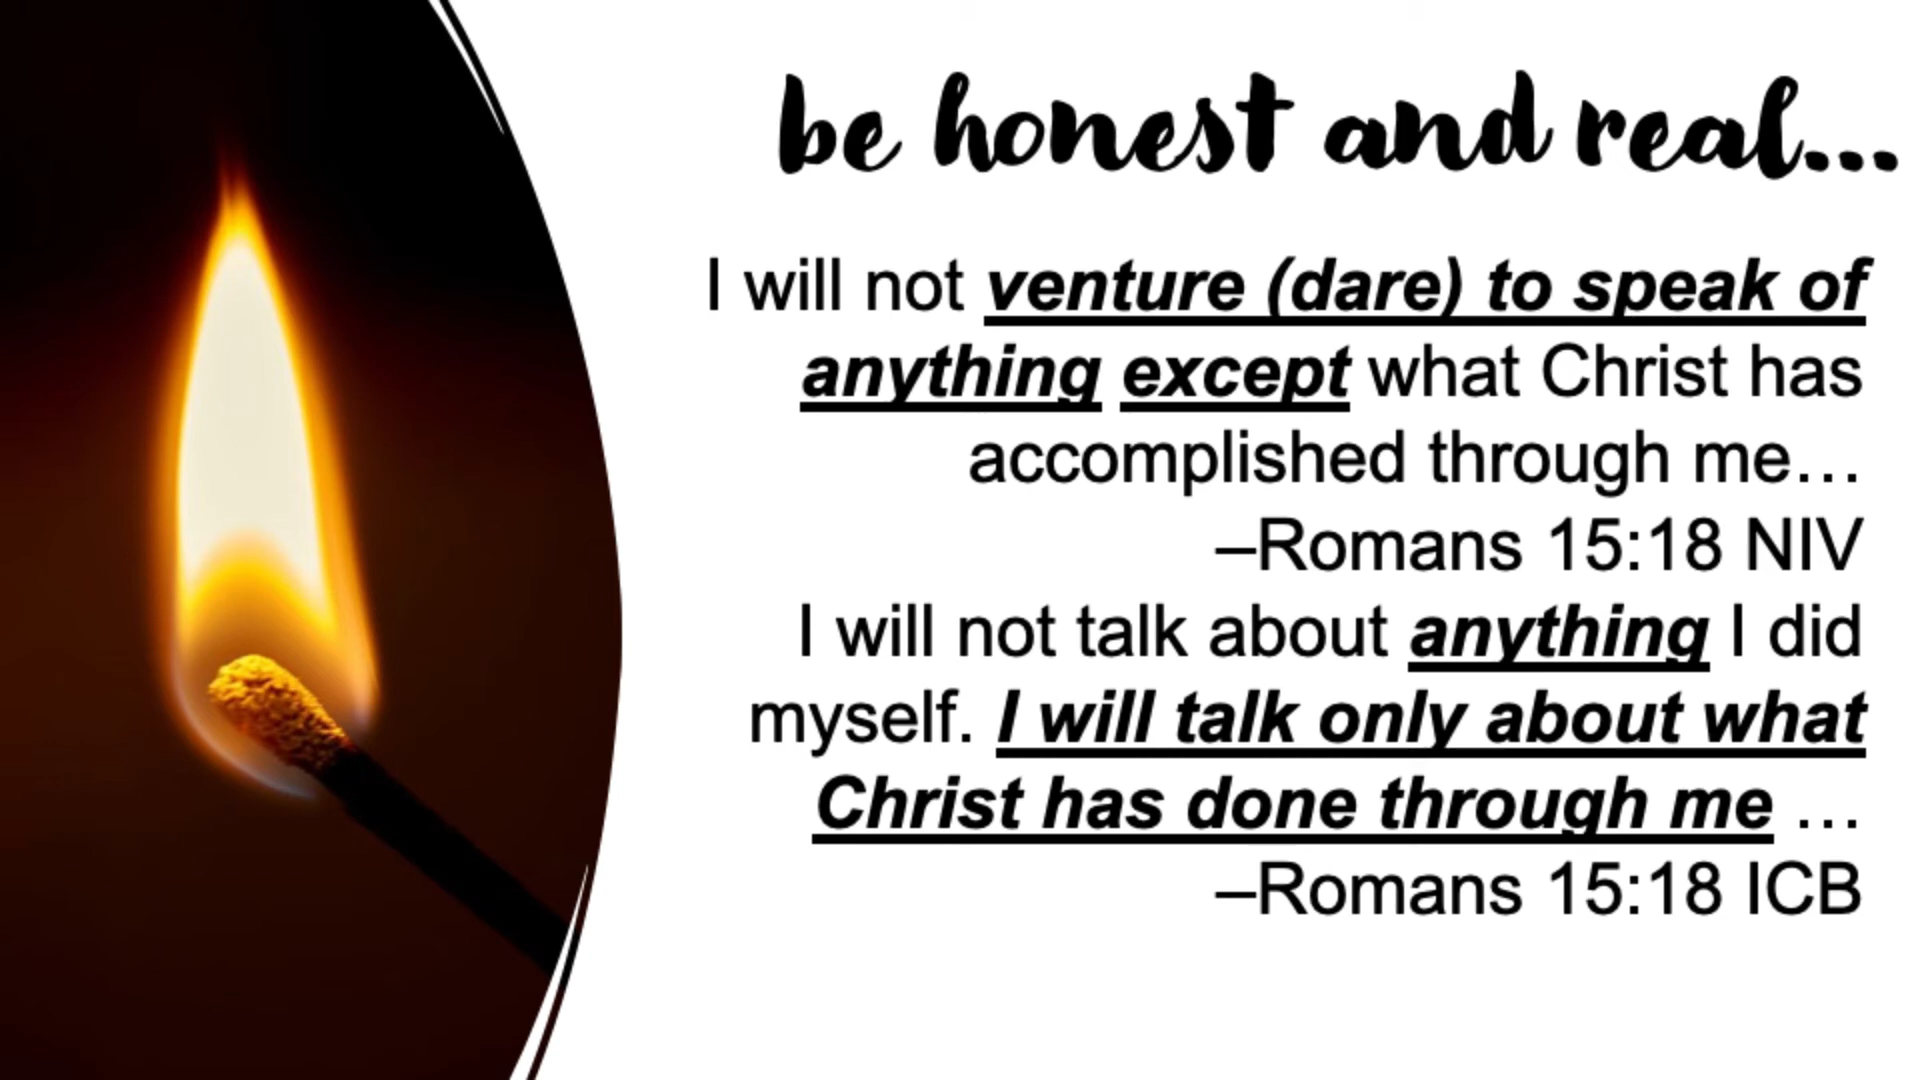 be honest and real...
I will not venture (dare) to speak of
anything except what Christ has
accomplished through me…
–Romans 15:18 NIV
I will not talk about anything I did
myself. I will talk only about what
Christ has done through me …
–Romans 15:18 ICB